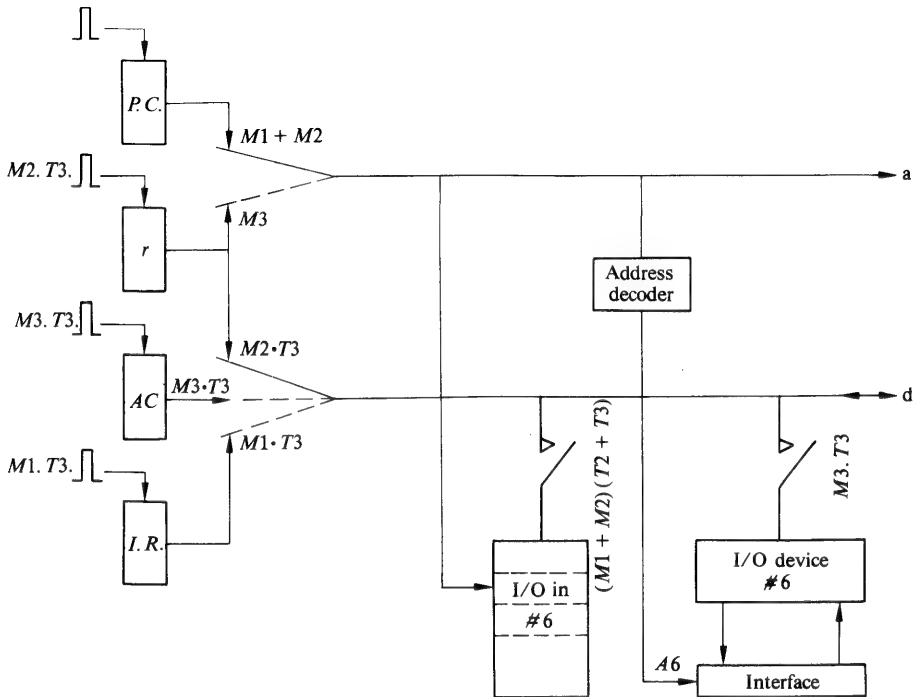 P.C.
M1 + M2
M2. T3.
M3
a
r
Address
decoder
M3. T3.
M2•T3
AC
M3•T3
d
M1•T3
M1. T3.
I.R.
(M1 + M2) (T2 + T3)
M3. T3
I/O in
#6
I/O device
#6
A6
Interface